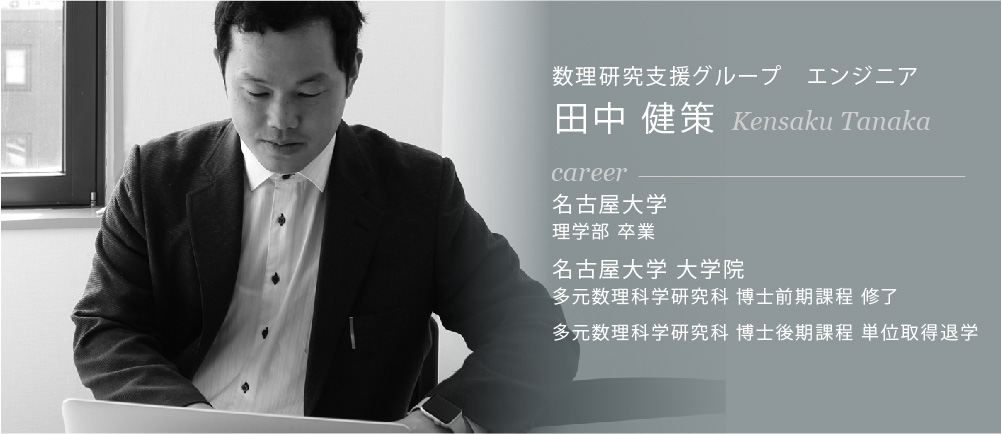 数理研究支援グループ　エンジニア
田中 健策 Kensaku Tanaka
career
名古屋大学
理学部 卒業
名古屋大学 大学院
多元数理科学研究科 博士前期課程 修了
多元数理科学研究科 博士後期課程 単位取得退学